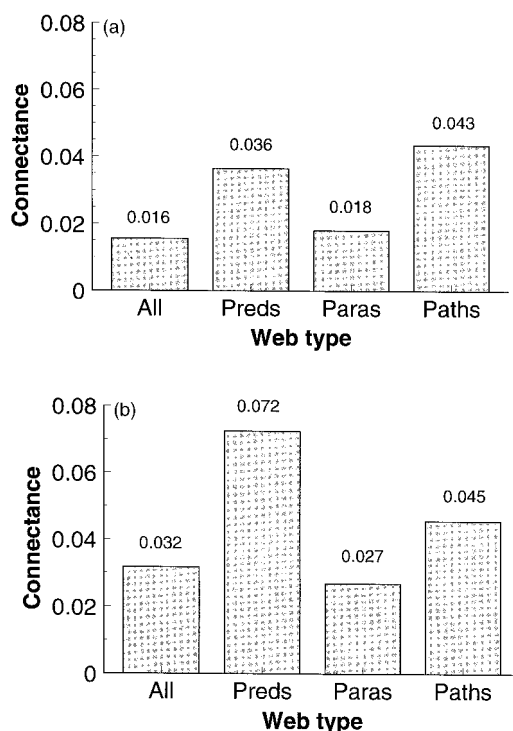 (a)
Connectance
0.08
0.06
0.04
0.02
0
0.016
0.036
0.018
0.043
All Preds Paras Paths
Web type
(b)
Connectance
0.08
0.06
0.04
0.02
0
0.032
0.072
0.027
0.045
All Preds Paras Paths
Web type